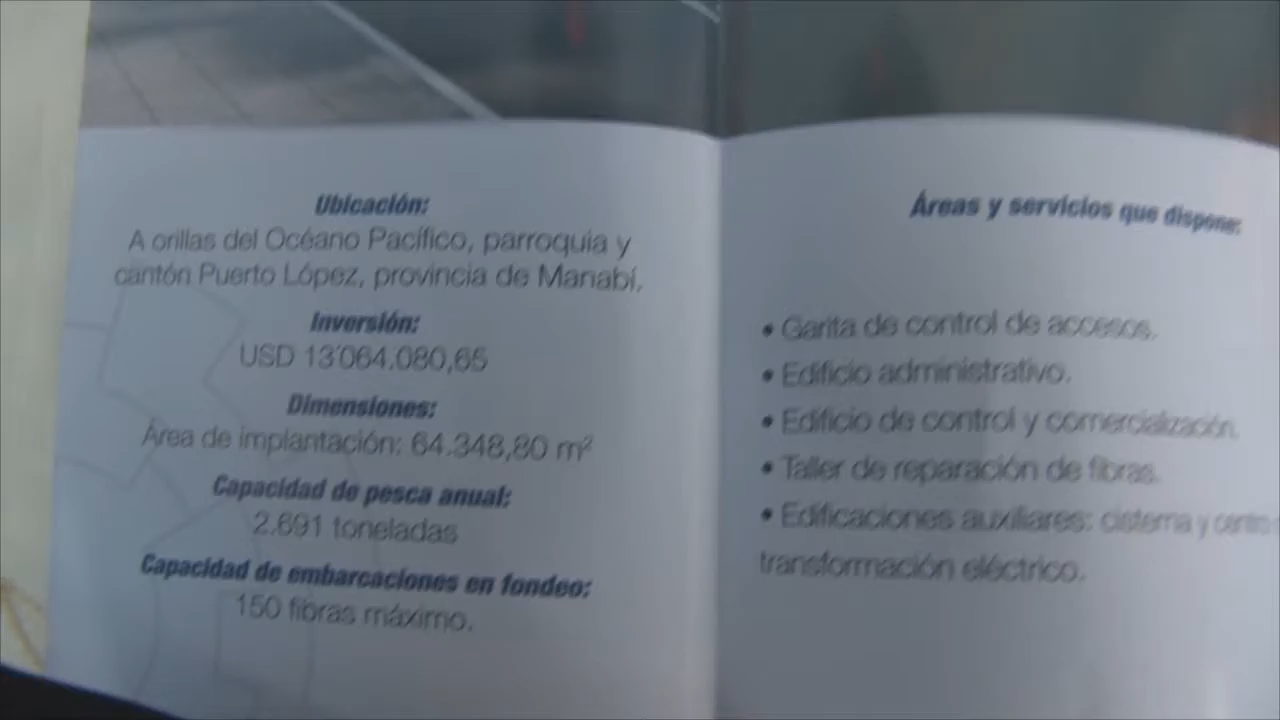 Ubicación:
A orillas del Océano Pacífico, parroquia y
cantón Puerto López, provincia de Manabí.
Inversión:
USD 13'064.080,65
Dimensiones:
Área de implantación: 64.348,80 m²
Capacidad de pesca anual:
2.691 toneladas
Capacidad de embarcaciones en fondeo:
150 fibras máximo.
Áreas y servicios que dispone:
• Garita de control de accesos.
• Edificio administrativo.
• Edificio de control y comercialización.
• Taller de reparación de fibras.
• Edificaciones auxiliares: cisterna y centro
transformación eléctrico.